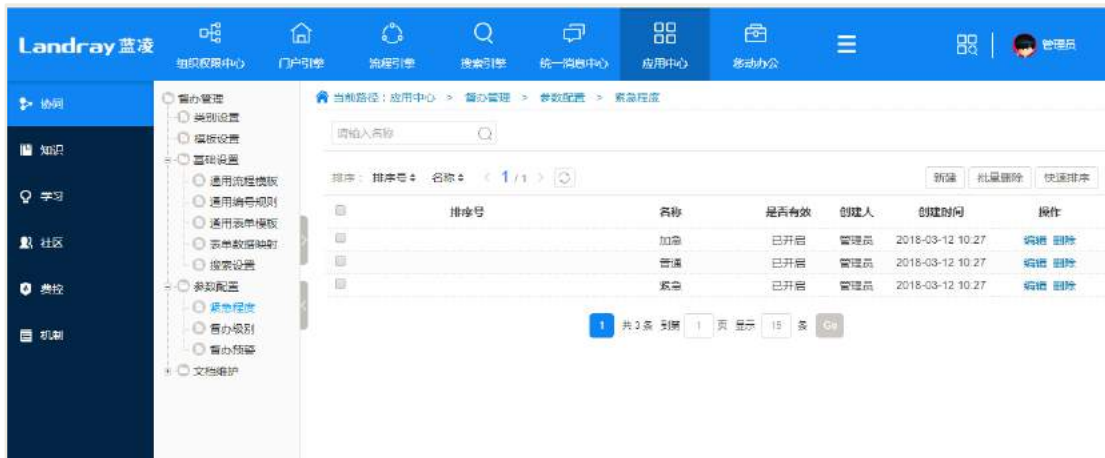 Landray 蓝凌
组织权限中心 门户引擎 流程引擎 搜索引擎 统一消息中心 应用中心 移动办公 管理员
协同
知识
学习
社区
费控
机制
督办管理
类别设置
模板设置
基础设置
通用流程模板
通用编号规则
通用表单模板
表单数据映射
搜索设置
参数配置
紧急程度
督办级别
督办预警
文档维护
当前路径：应用中心 > 督办管理 > 参数配置 > 紧急程度
请输入名称
排序： 排序号 名称 1 / 1 新建 批量删除 快速排序
排序号 名称 是否有效 创建人 创建时间 操作
加急 已开启 管理员 2018-03-12 10:27 编辑 删除
普通 已开启 管理员 2018-03-12 10:27 编辑 删除
紧急 已开启 管理员 2018-03-12 10:27 编辑 删除
1 共 3 条 到第 1 页 显示 15 条 Go